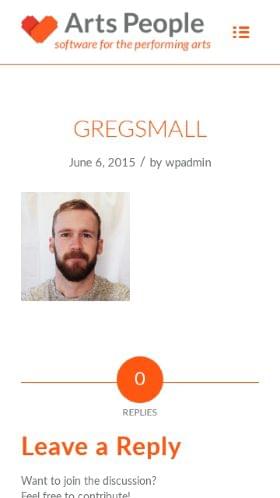 Arts People
software for the performing arts
GREGSMALL
June 6, 2015 / by wpadmin
0
REPLIES
Leave a Reply
Want to join the discussion?
Feel free to contribute!